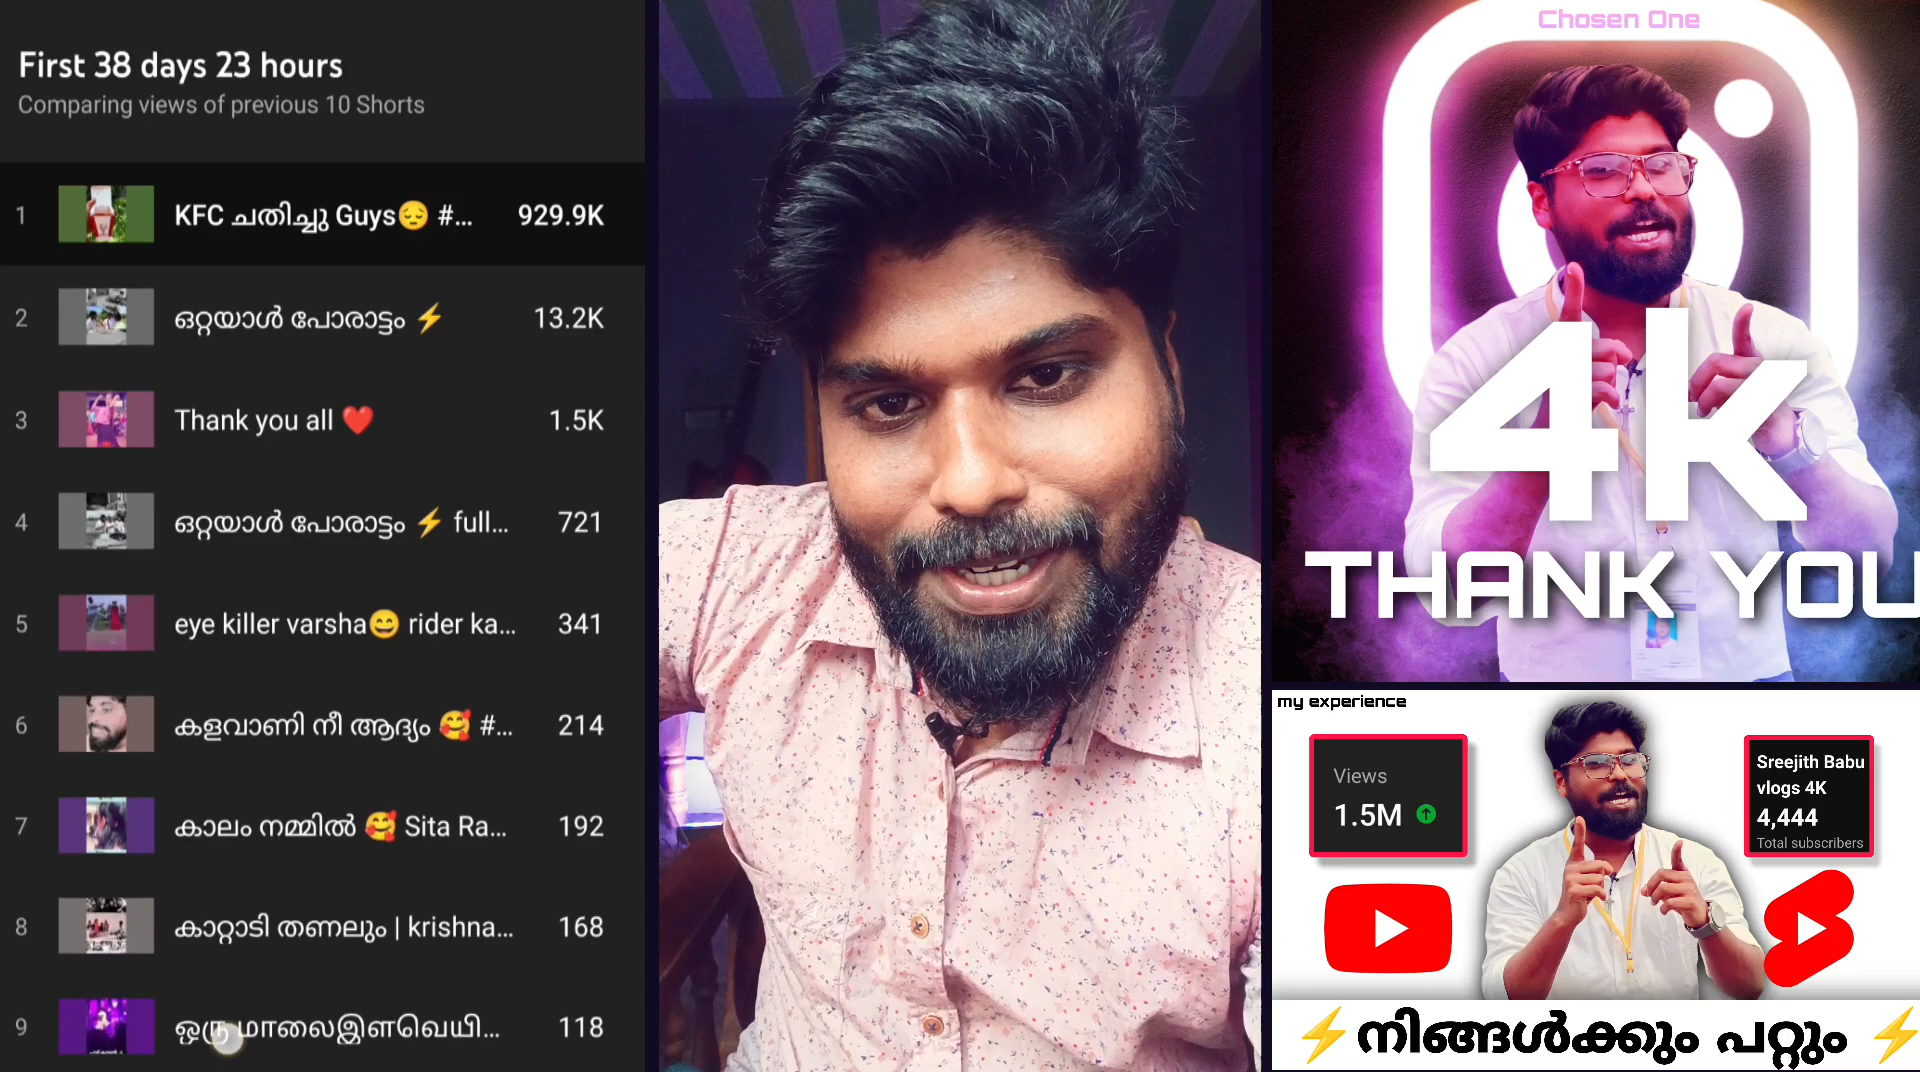 First 38 days 23 hours
Comparing views of previous 10 Shorts
1 KFC ചതിച്ചു Guys😔 #... 929.9K
2 ഒറ്റയാൾ പോരാട്ടം ⚡ 13.2K
3 Thank you all ❤️ 1.5K
4 ഒറ്റയാൾ പോരാട്ടം ⚡ full... 721
5 eye killer varsha😄 rider ka... 341
6 കളവാണി നീ ആദ്യം 🥰 #... 214
7 കാലം നമ്മിൽ 🥰 Sita Ra... 192
8 കാറ്റാടി തണലും | krishna... 168
9 ஒரு மாலைஇளவெயி... 118
Chosen One
4k
THANK YOU
my experience
Views
1.5M
Sreejith Babu
vlogs 4K
4,444
Total subscribers
⚡നിങ്ങൾക്കും പറ്റും ⚡